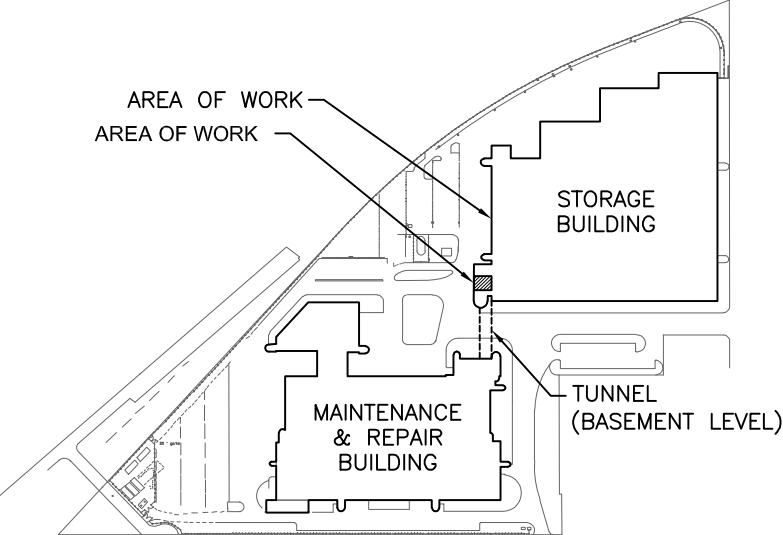 AREA OF WORK
AREA OF WORK
STORAGE
BUILDING
TUNNEL
(BASEMENT LEVEL)
MAINTENANCE
& REPAIR
BUILDING